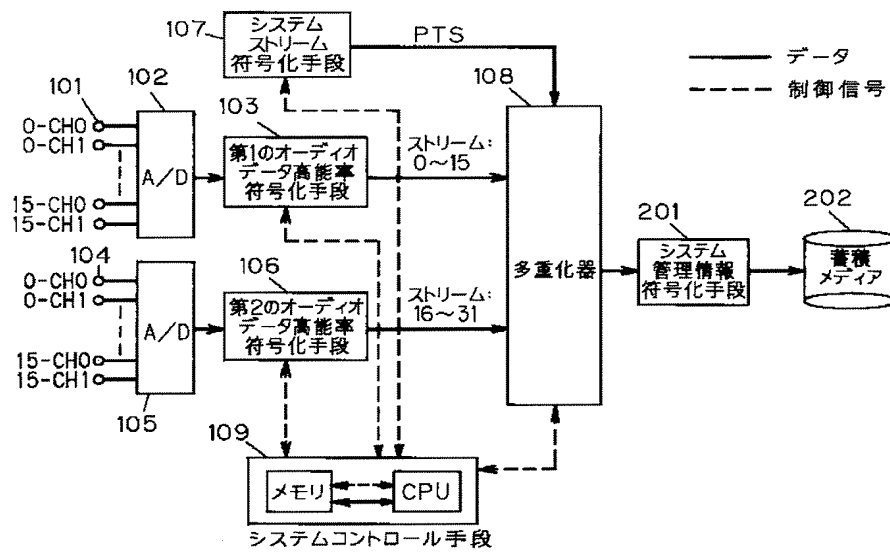 107
システム
ストリーム
符号化手段
PTS
データ
制御信号
108
101
102
103
0-CH0
0-CH1
15-CH0
15-CH1
A/D
第1のオーディオ
データ高能率
符号化手段
ストリーム:
0～15
104
106
0-CH0
0-CH1
15-CH0
15-CH1
A/D
105
第2のオーディオ
データ高能率
符号化手段
ストリーム:
16～31
多重化器
201
システム
管理情報
符号化手段
202
蓄積
メディア
109
メモリ
CPU
システムコントロール手段